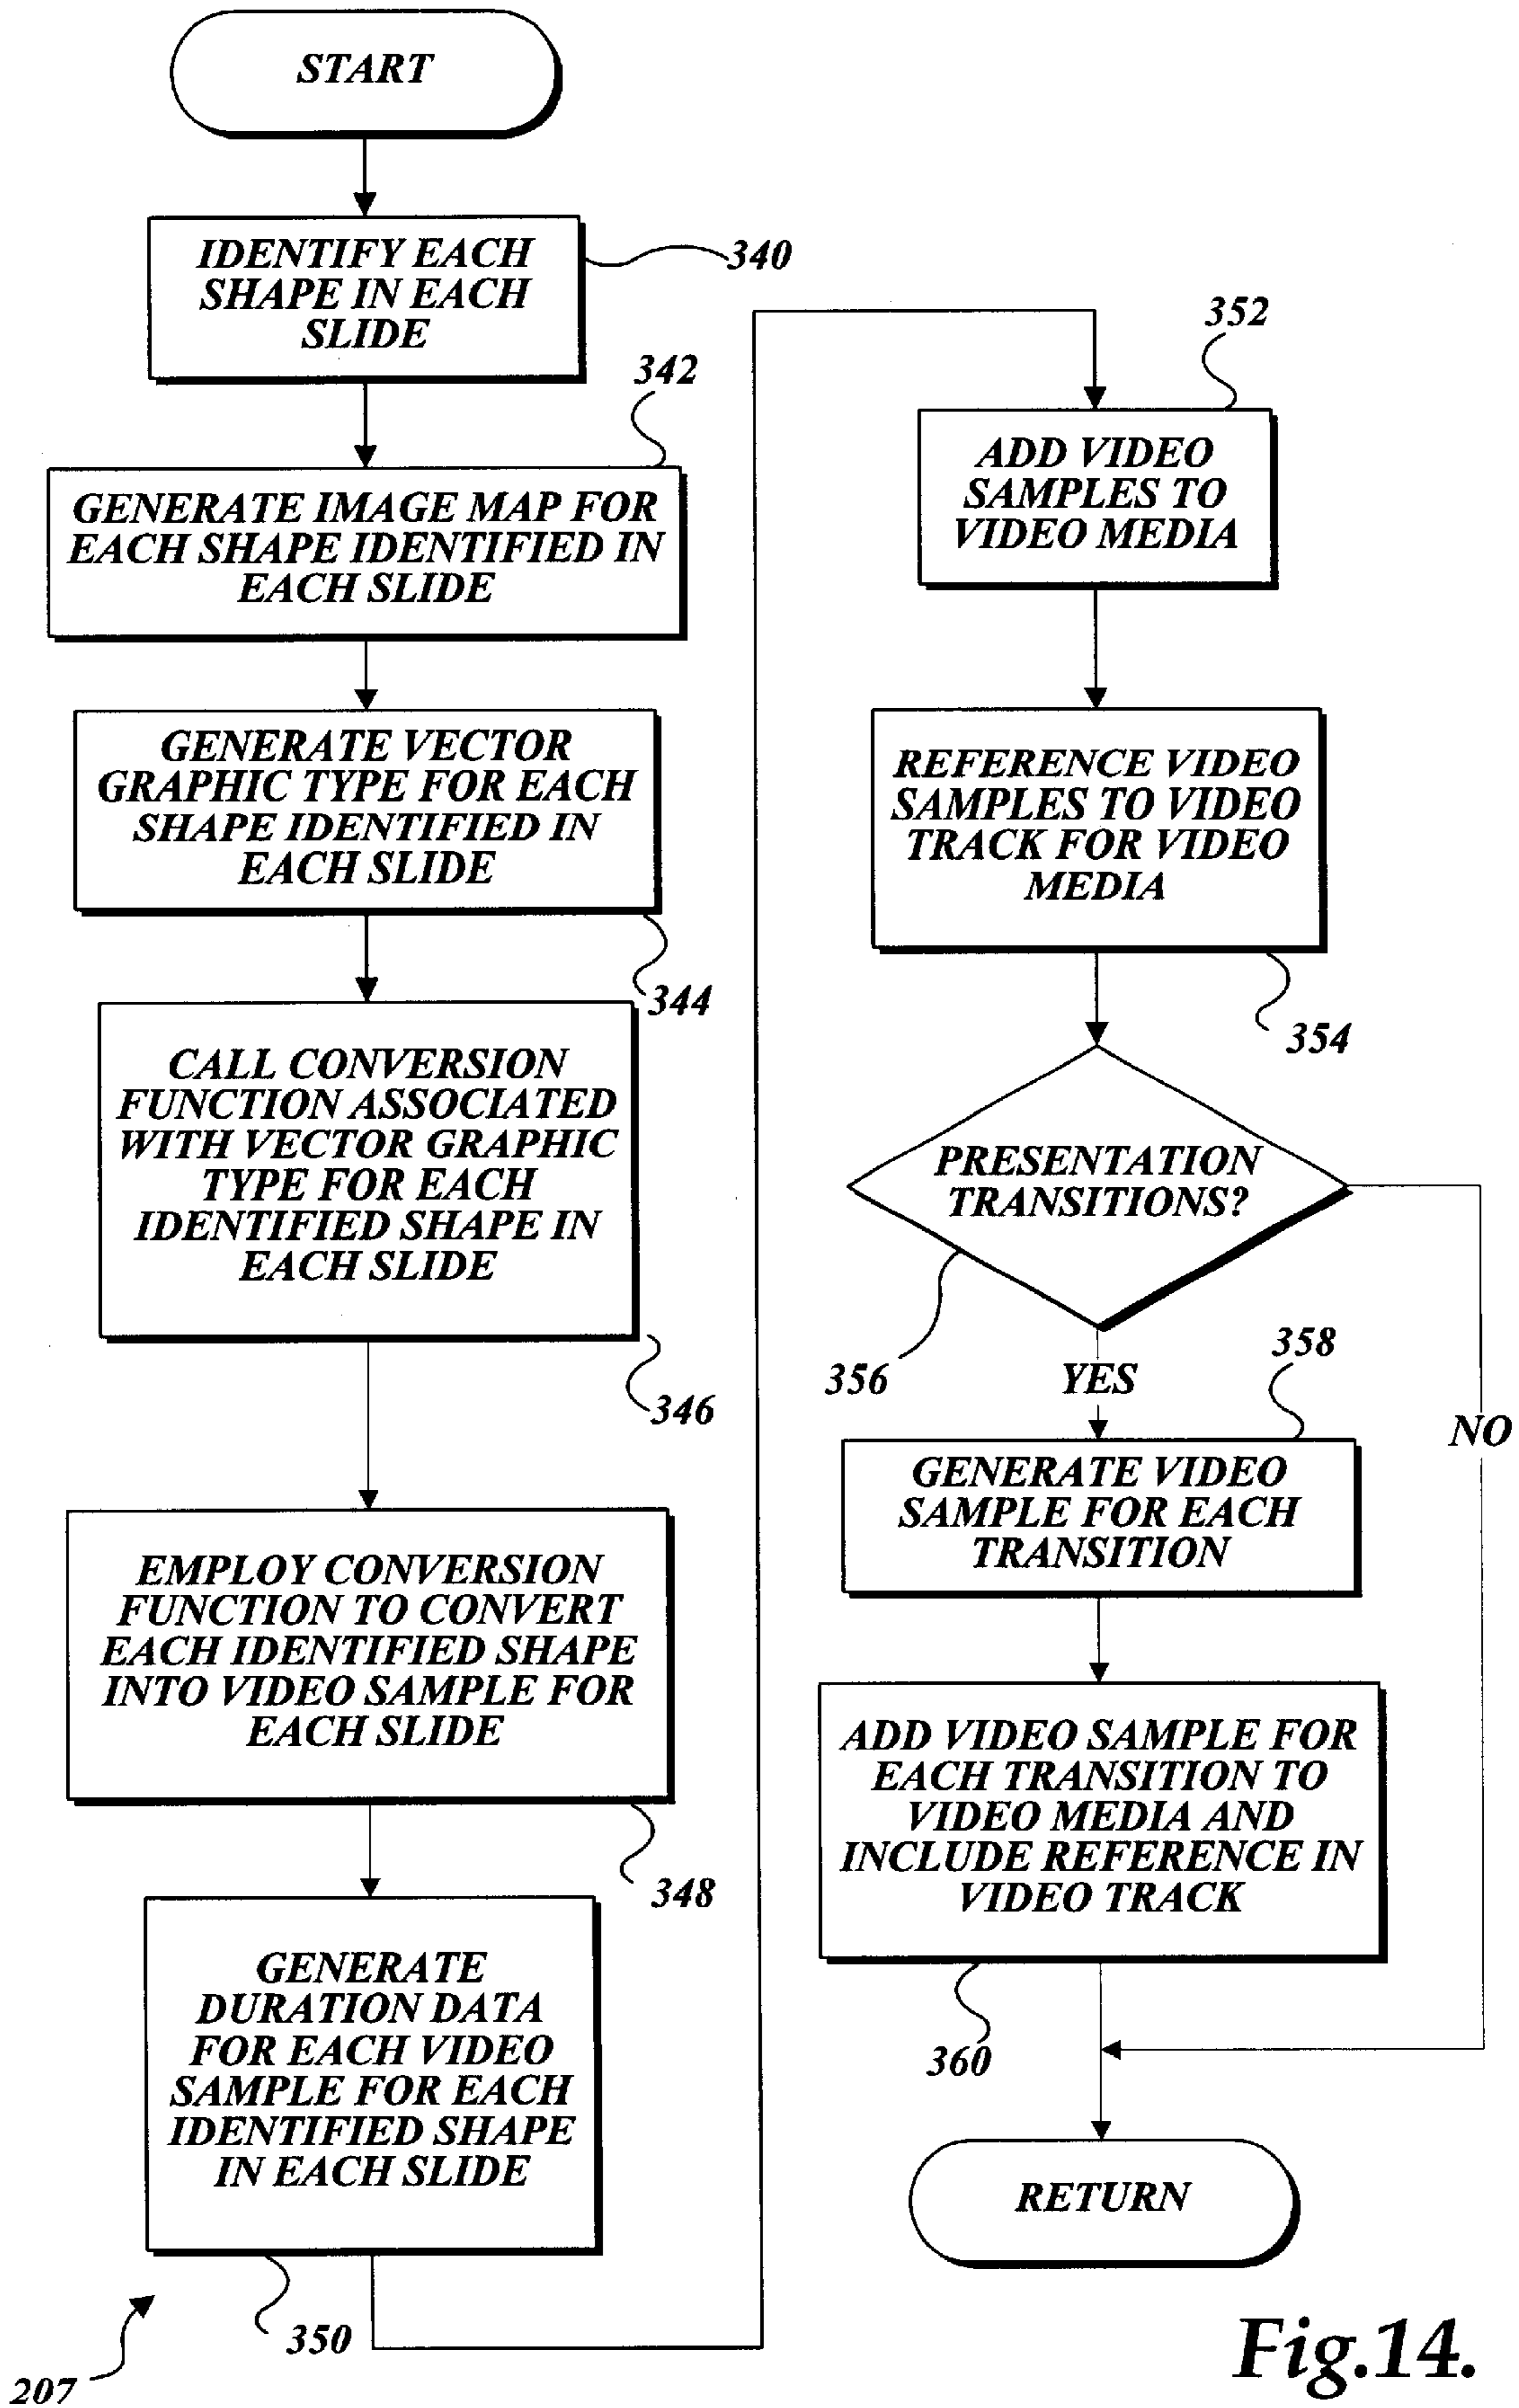 START
IDENTIFY EACH
SHAPE IN EACH
SLIDE
340
342
GENERATE IMAGE MAP FOR
EACH SHAPE IDENTIFIED IN
EACH SLIDE
GENERATE VECTOR
GRAPHIC TYPE FOR EACH
SHAPE IDENTIFIED IN
EACH SLIDE
344
CALL CONVERSION
FUNCTION ASSOCIATED
WITH VECTOR GRAPHIC
TYPE FOR EACH
IDENTIFIED SHAPE IN
EACH SLIDE
346
EMPLOY CONVERSION
FUNCTION TO CONVERT
EACH IDENTIFIED SHAPE
INTO VIDEO SAMPLE FOR
EACH SLIDE
348
GENERATE
DURATION DATA
FOR EACH VIDEO
SAMPLE FOR EACH
IDENTIFIED SHAPE
IN EACH SLIDE
350
207
352
ADD VIDEO
SAMPLES TO
VIDEO MEDIA
REFERENCE VIDEO
SAMPLES TO VIDEO
TRACK FOR VIDEO
MEDIA
354
PRESENTATION
TRANSITIONS?
356
YES
NO
358
GENERATE VIDEO
SAMPLE FOR EACH
TRANSITION
ADD VIDEO SAMPLE FOR
EACH TRANSITION TO
VIDEO MEDIA AND
INCLUDE REFERENCE IN
VIDEO TRACK
360
RETURN
Fig.14.